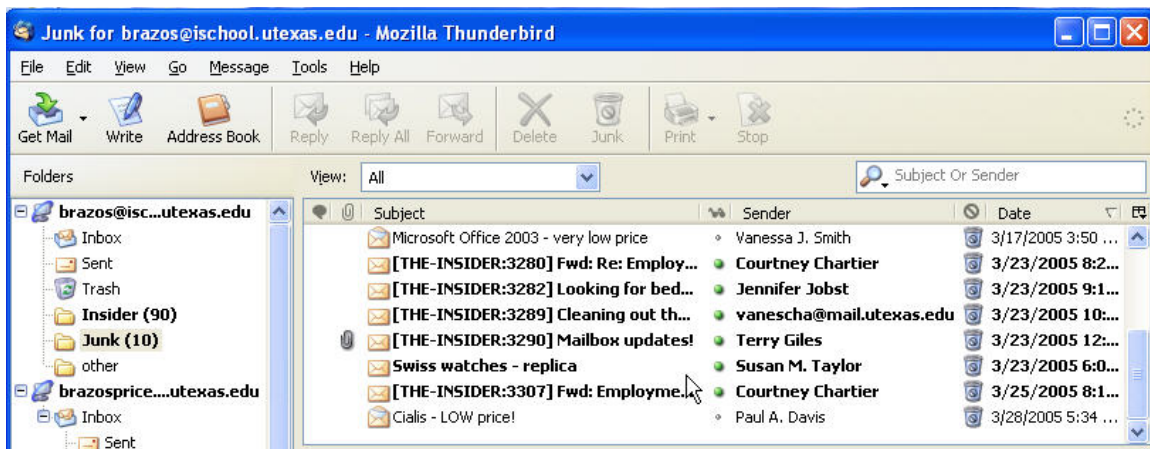 Junk for brazos@ischool.utexas.edu - Mozilla Thunderbird
File Edit View Go Message Tools Help
Get Mail Write Address Book Reply Reply All Forward Delete Junk Print Stop
Folders View: All Subject Or Sender
brazos@isc...utexas.edu Subject Sender Date
Inbox Microsoft Office 2003 - very low price Vanessa J. Smith 3/17/2005 3:50 ...
Sent [THE-INSIDER:3280] Fwd: Re: Employ... Courtney Chartier 3/23/2005 8:2...
Trash [THE-INSIDER:3282] Looking for bed... Jennifer Jobst 3/23/2005 9:1...
Insider (90) [THE-INSIDER:3289] Cleaning out th... vanescha@mail.utexas.edu 3/23/2005 10:...
Junk (10) [THE-INSIDER:3290] Mailbox updates! Terry Giles 3/23/2005 12:...
other Swiss watches - replica Susan M. Taylor 3/23/2005 6:0...
brazosprice....utexas.edu [THE-INSIDER:3307] Fwd: Employme... Courtney Chartier 3/25/2005 8:1...
Inbox Cialis - LOW price! Paul A. Davis 3/28/2005 5:34 ...
Sent